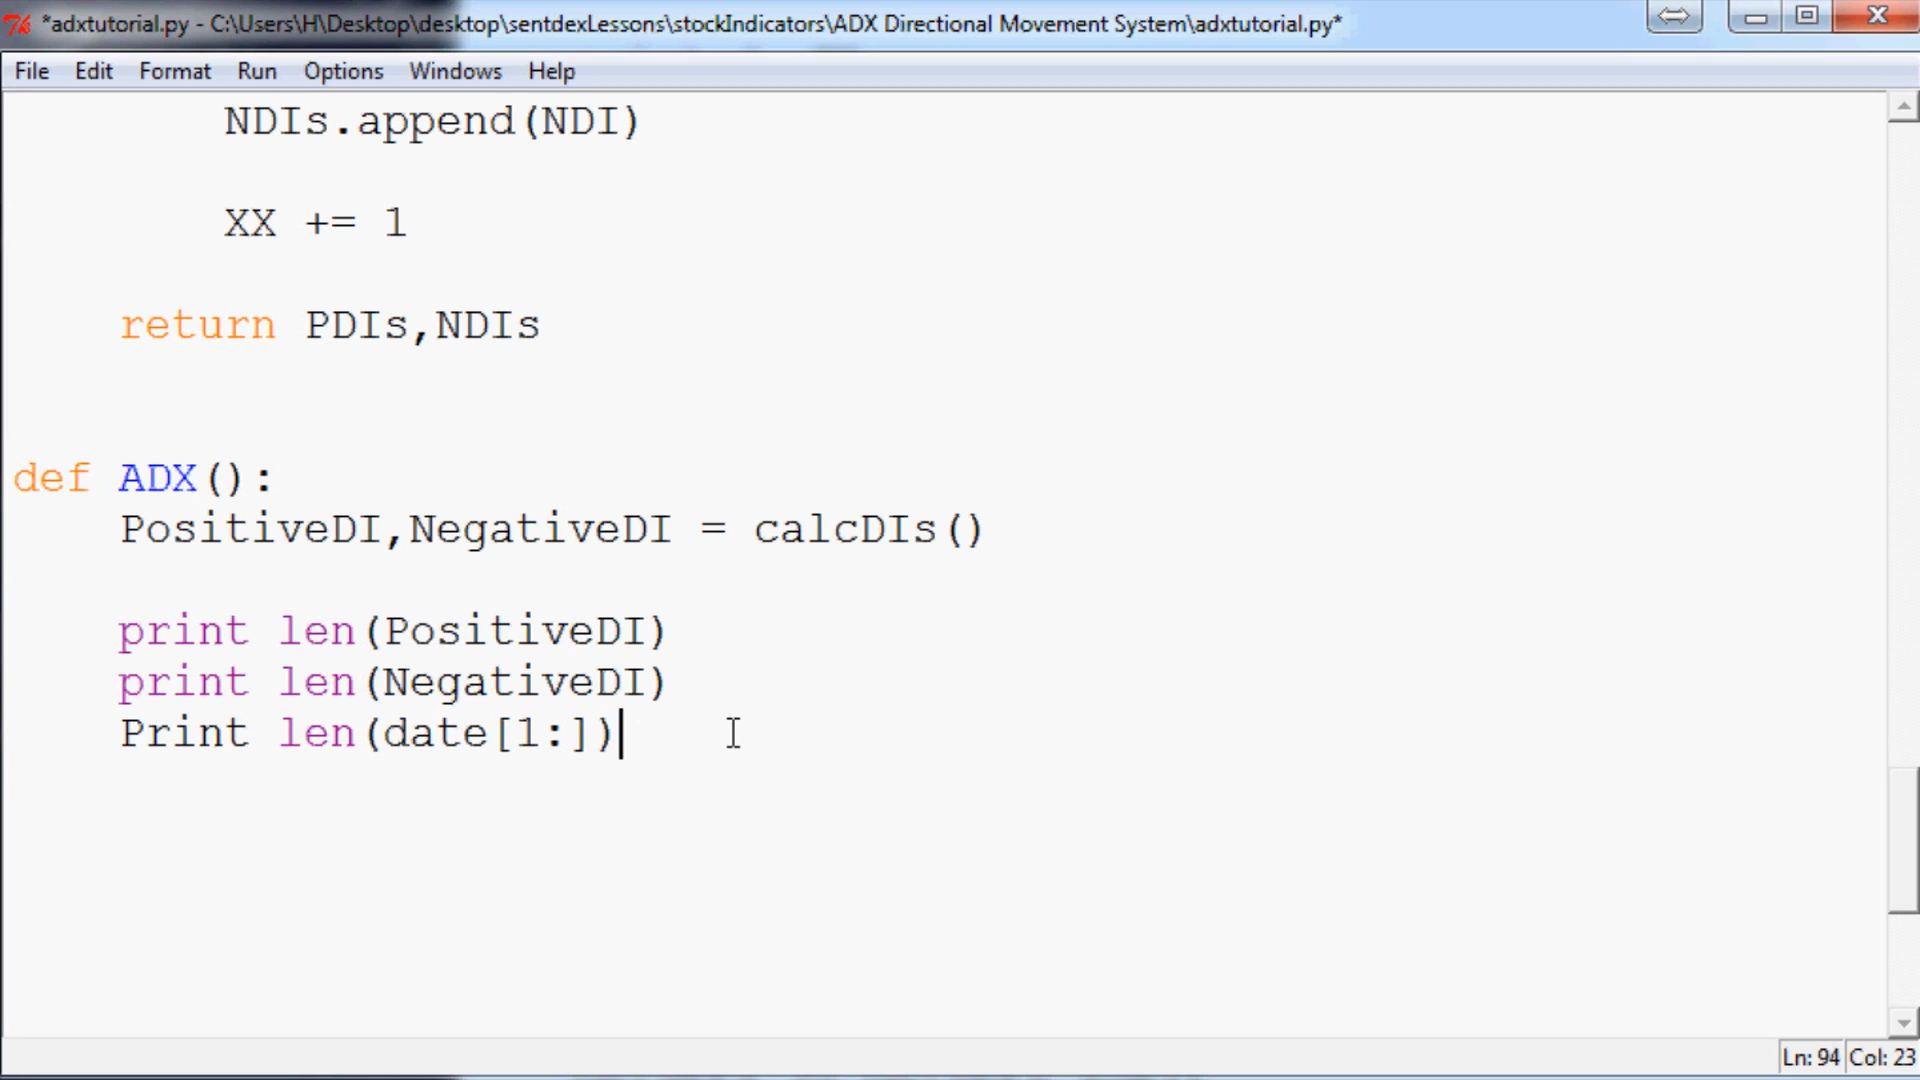 *adxtutorial.py - C:\Users\H\Desktop\desktop\sentdexLessons\stockIndicators\ADX Directional Movement System\adxtutorial.py*
File Edit Format Run Options Windows Help
NDIs.append(NDI)
XX += 1
return PDIs,NDIs
def ADX():
PositiveDI,NegativeDI = calcDIs()
print len(PositiveDI)
print len(NegativeDI)
Print len(date[1:])
Ln: 94 Col: 23